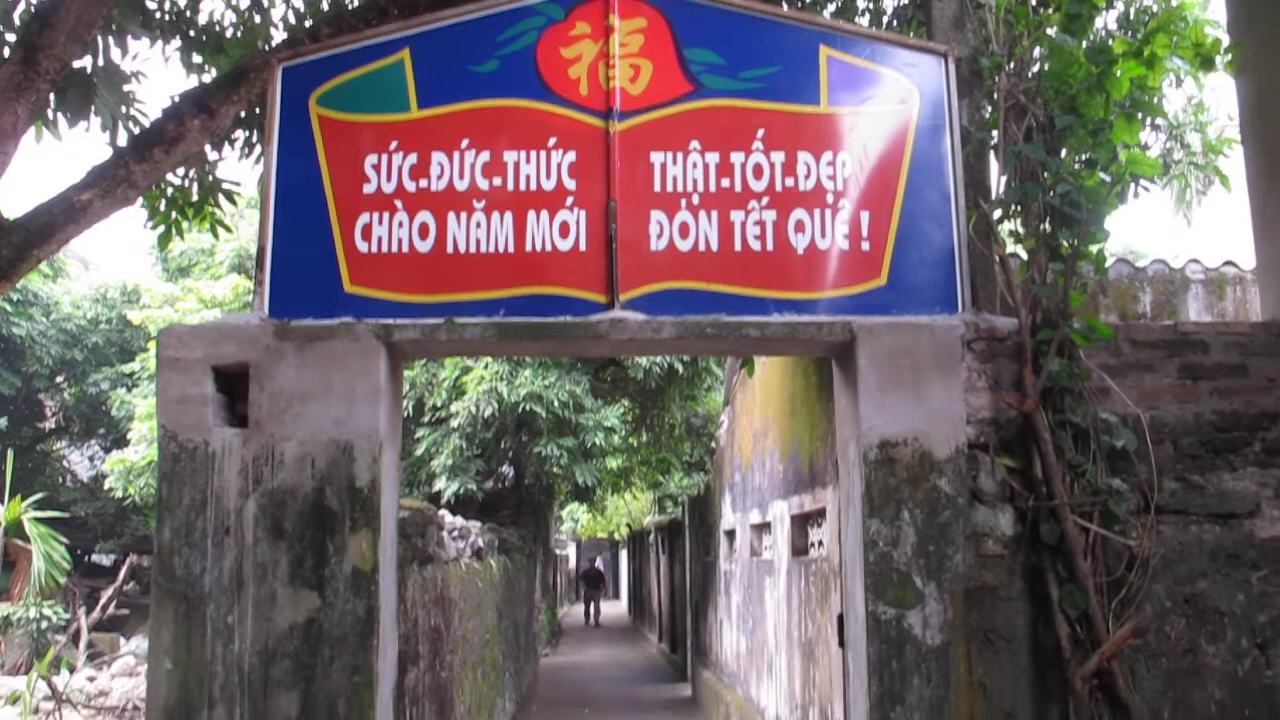 福
SỨC-ĐỨC-THỨC
CHÀO NĂM MỚI
THẬT-TỐT-ĐẸP
ĐÓN TẾT QUÊ !